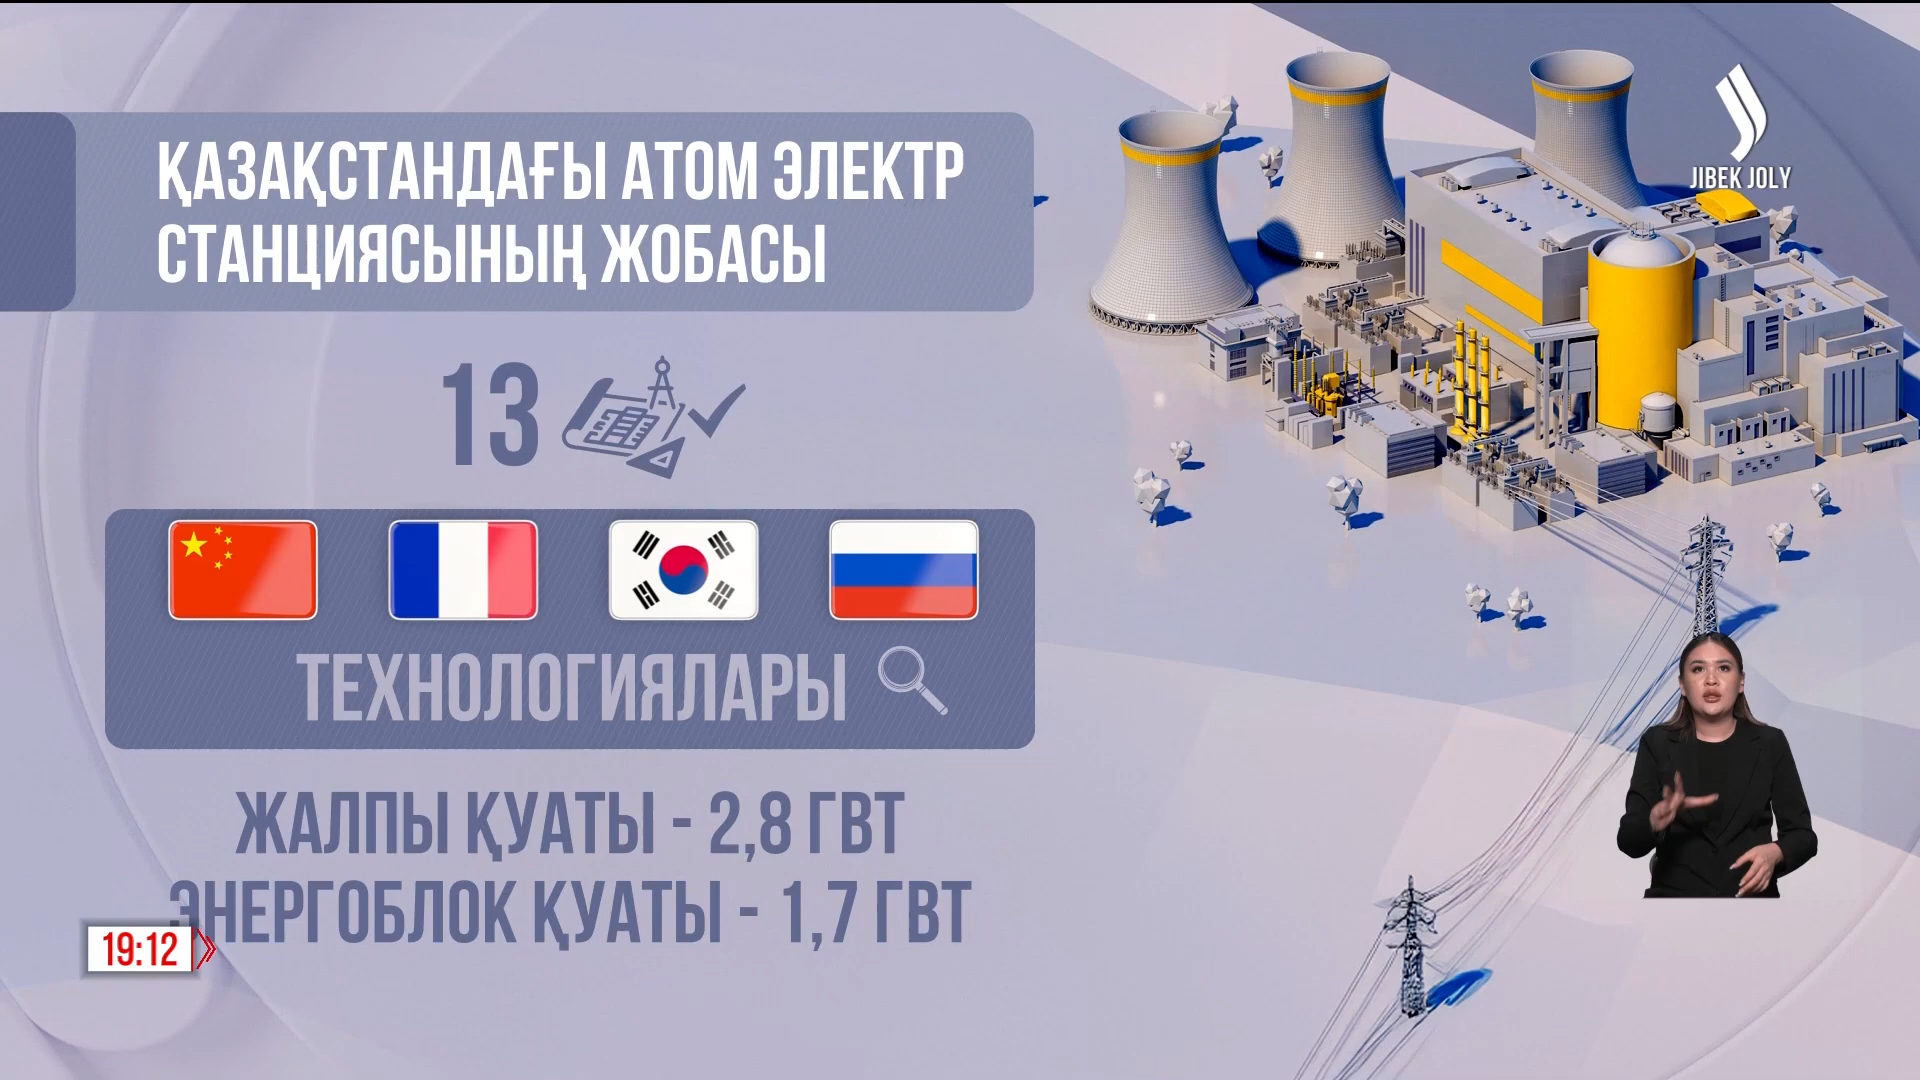 ҚАЗАҚСТАНДАҒЫ АТОМ ЭЛЕКТР
СТАНЦИЯСЫНЫҢ ЖОБАСЫ
JIBEK JOLY
13
ТЕХНОЛОГИЯЛАРЫ
ЖАЛПЫ ҚУАТЫ - 2,8 ГВТ
ЭНЕРГОБЛОК ҚУАТЫ - 1,7 ГВТ
19:12